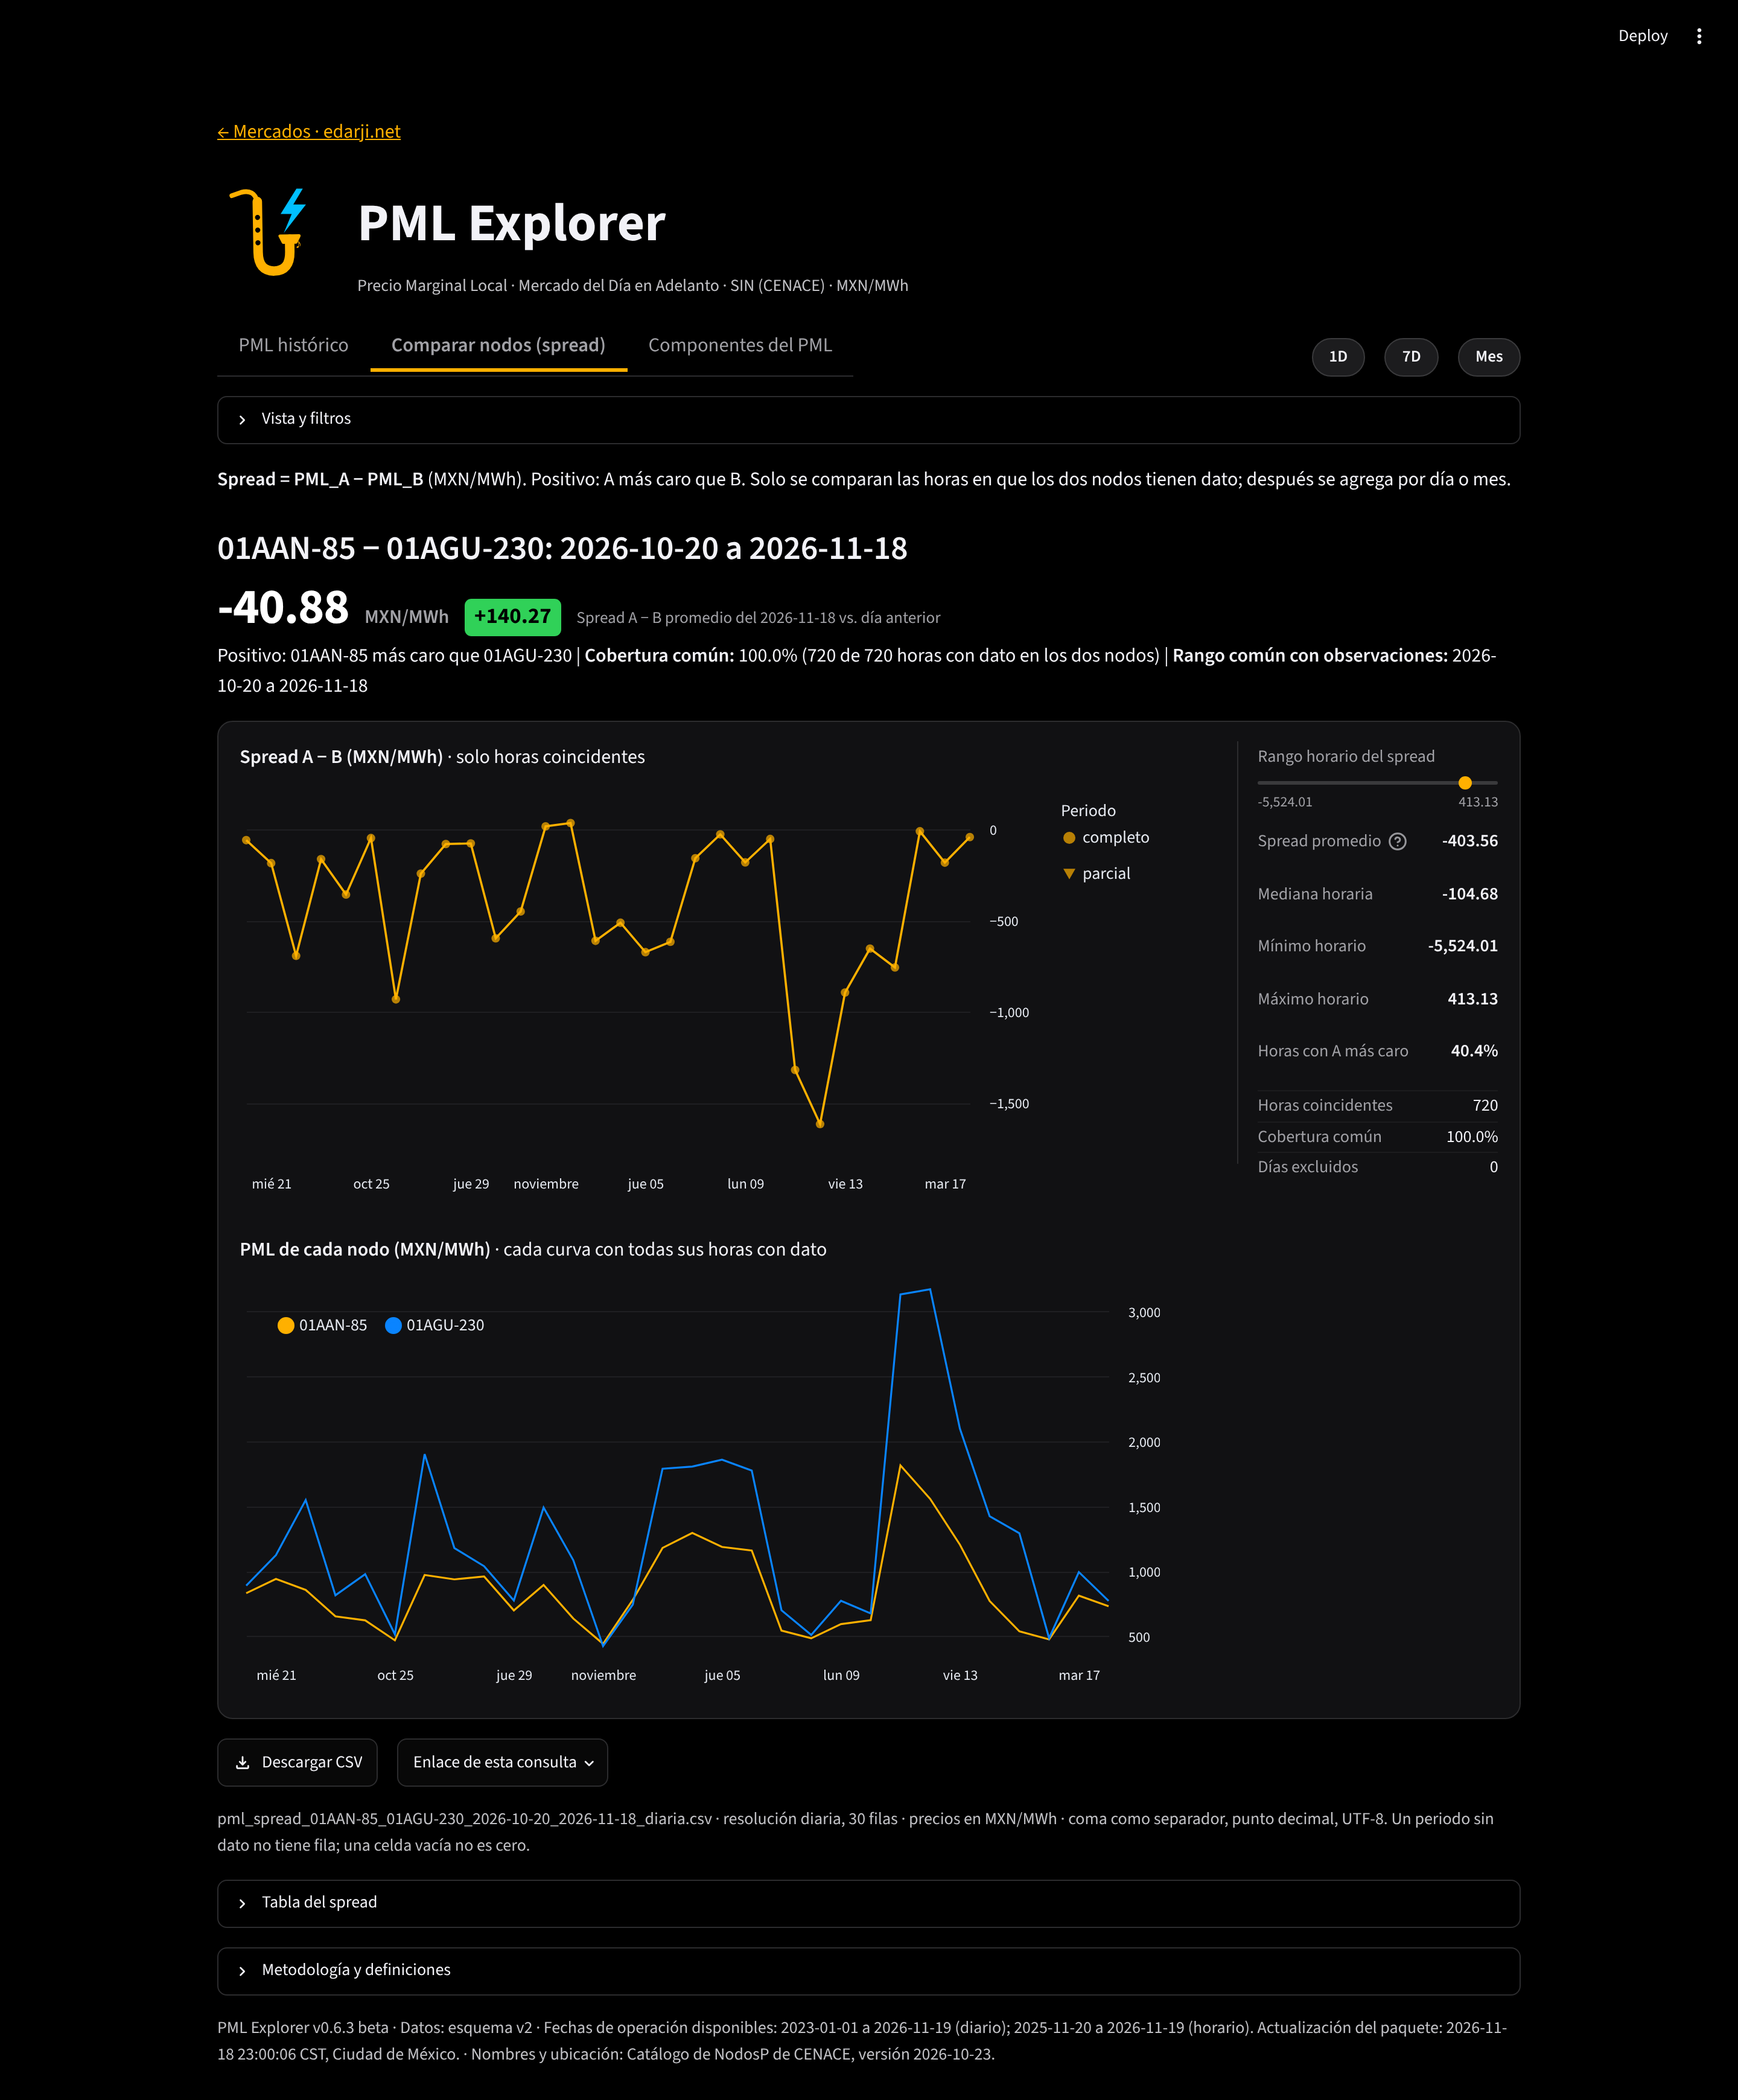 Deploy
← Mercados · edarji.net
PML Explorer
Precio Marginal Local · Mercado del Día en Adelanto · SIN (CENACE) · MXN/MWh
PML histórico
Comparar nodos (spread)
Componentes del PML
1D
7D
Mes
Vista y filtros
Spread = PML_A − PML_B (MXN/MWh). Positivo: A más caro que B. Solo se comparan las horas en que los dos nodos tienen dato; después se agrega por día o mes.
01AAN-85 − 01AGU-230: 2026-10-20 a 2026-11-18
-40.88 MXN/MWh +140.27 Spread A − B promedio del 2026-11-18 vs. día anterior
Positivo: 01AAN-85 más caro que 01AGU-230 | Cobertura común: 100.0% (720 de 720 horas con dato en los dos nodos) | Rango común con observaciones: 2026-
10-20 a 2026-11-18
Spread A − B (MXN/MWh) · solo horas coincidentes
Periodo
completo
parcial
0
−500
−1,000
−1,500
mié 21
oct 25
jue 29
noviembre
jue 05
lun 09
vie 13
mar 17
Rango horario del spread
-5,524.01 413.13
Spread promedio -403.56
Mediana horaria -104.68
Mínimo horario -5,524.01
Máximo horario 413.13
Horas con A más caro 40.4%
Horas coincidentes 720
Cobertura común 100.0%
Días excluidos 0
PML de cada nodo (MXN/MWh) · cada curva con todas sus horas con dato
01AAN-85
01AGU-230
3,000
2,500
2,000
1,500
1,000
500
mié 21
oct 25
jue 29
noviembre
jue 05
lun 09
vie 13
mar 17
Descargar CSV
Enlace de esta consulta
pml_spread_01AAN-85_01AGU-230_2026-10-20_2026-11-18_diaria.csv · resolución diaria, 30 filas · precios en MXN/MWh · coma como separador, punto decimal, UTF-8. Un periodo sin
dato no tiene fila; una celda vacía no es cero.
Tabla del spread
Metodología y definiciones
PML Explorer v0.6.3 beta · Datos: esquema v2 · Fechas de operación disponibles: 2023-01-01 a 2026-11-19 (diario); 2025-11-20 a 2026-11-19 (horario). Actualización del paquete: 2026-11-
18 23:00:06 CST, Ciudad de México. · Nombres y ubicación: Catálogo de NodosP de CENACE, versión 2026-10-23.